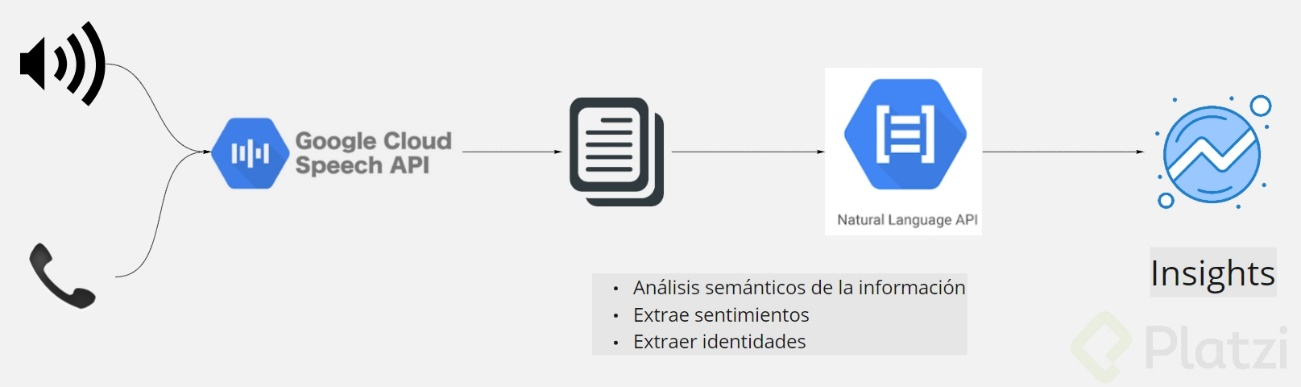 Google Cloud
Speech API
Natural Language API
• Análisis semánticos de la información
• Extrae sentimientos
• Extraer identidades
Insights
Platzi